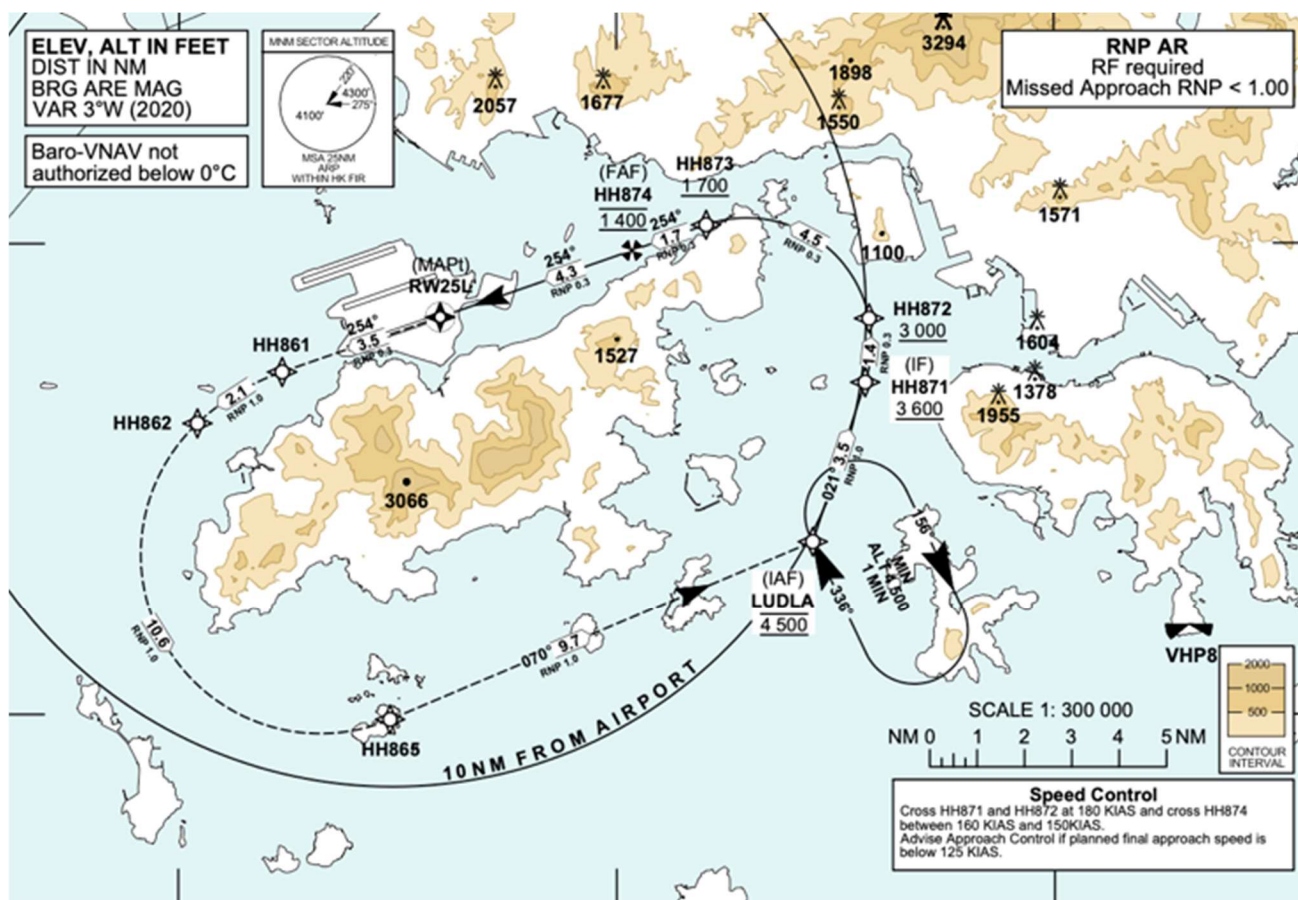 ELEV, ALT IN FEET
DIST IN NM
BRG ARE MAG
VAR 3°W (2020)
Baro-VNAV not
authorized below 0°C
MNM SECTOR ALTITUDE
220°
4300'
275°
4100'
MSA 25NM
ARP
WITHIN HK FIR
RNP AR
RF required
Missed Approach RNP < 1.00
3294
1898
1550
2057
1677
1571
1100
1604
1378
1955
1527
3066
HH873
1 700
(FAF)
HH874
1 400
254°
1.7
RNP 0.3
4.5
RNP 0.3
254°
4.3
RNP 0.3
(MAPt)
RW25L
254°
3.5
RNP 0.3
HH861
2.1
RNP 1.0
HH862
HH872
3 000
1.4
RNP 0.3
(IF)
HH871
3 600
021°
3.5
RNP 1.0
156°
MIN
ALT 4 500
1 MIN
336°
(IAF)
LUDLA
4 500
10.6
RNP 1.0
070°
9.7
RNP 1.0
HH865
10NM FROM AIRPORT
VHP8
SCALE 1: 300 000
NM 0 1 2 3 4 5 NM
2000
1000
500
CONTOUR
INTERVAL
Speed Control
Cross HH871 and HH872 at 180 KIAS and cross HH874
between 160 KIAS and 150KIAS.
Advise Approach Control if planned final approach speed is
below 125 KIAS.